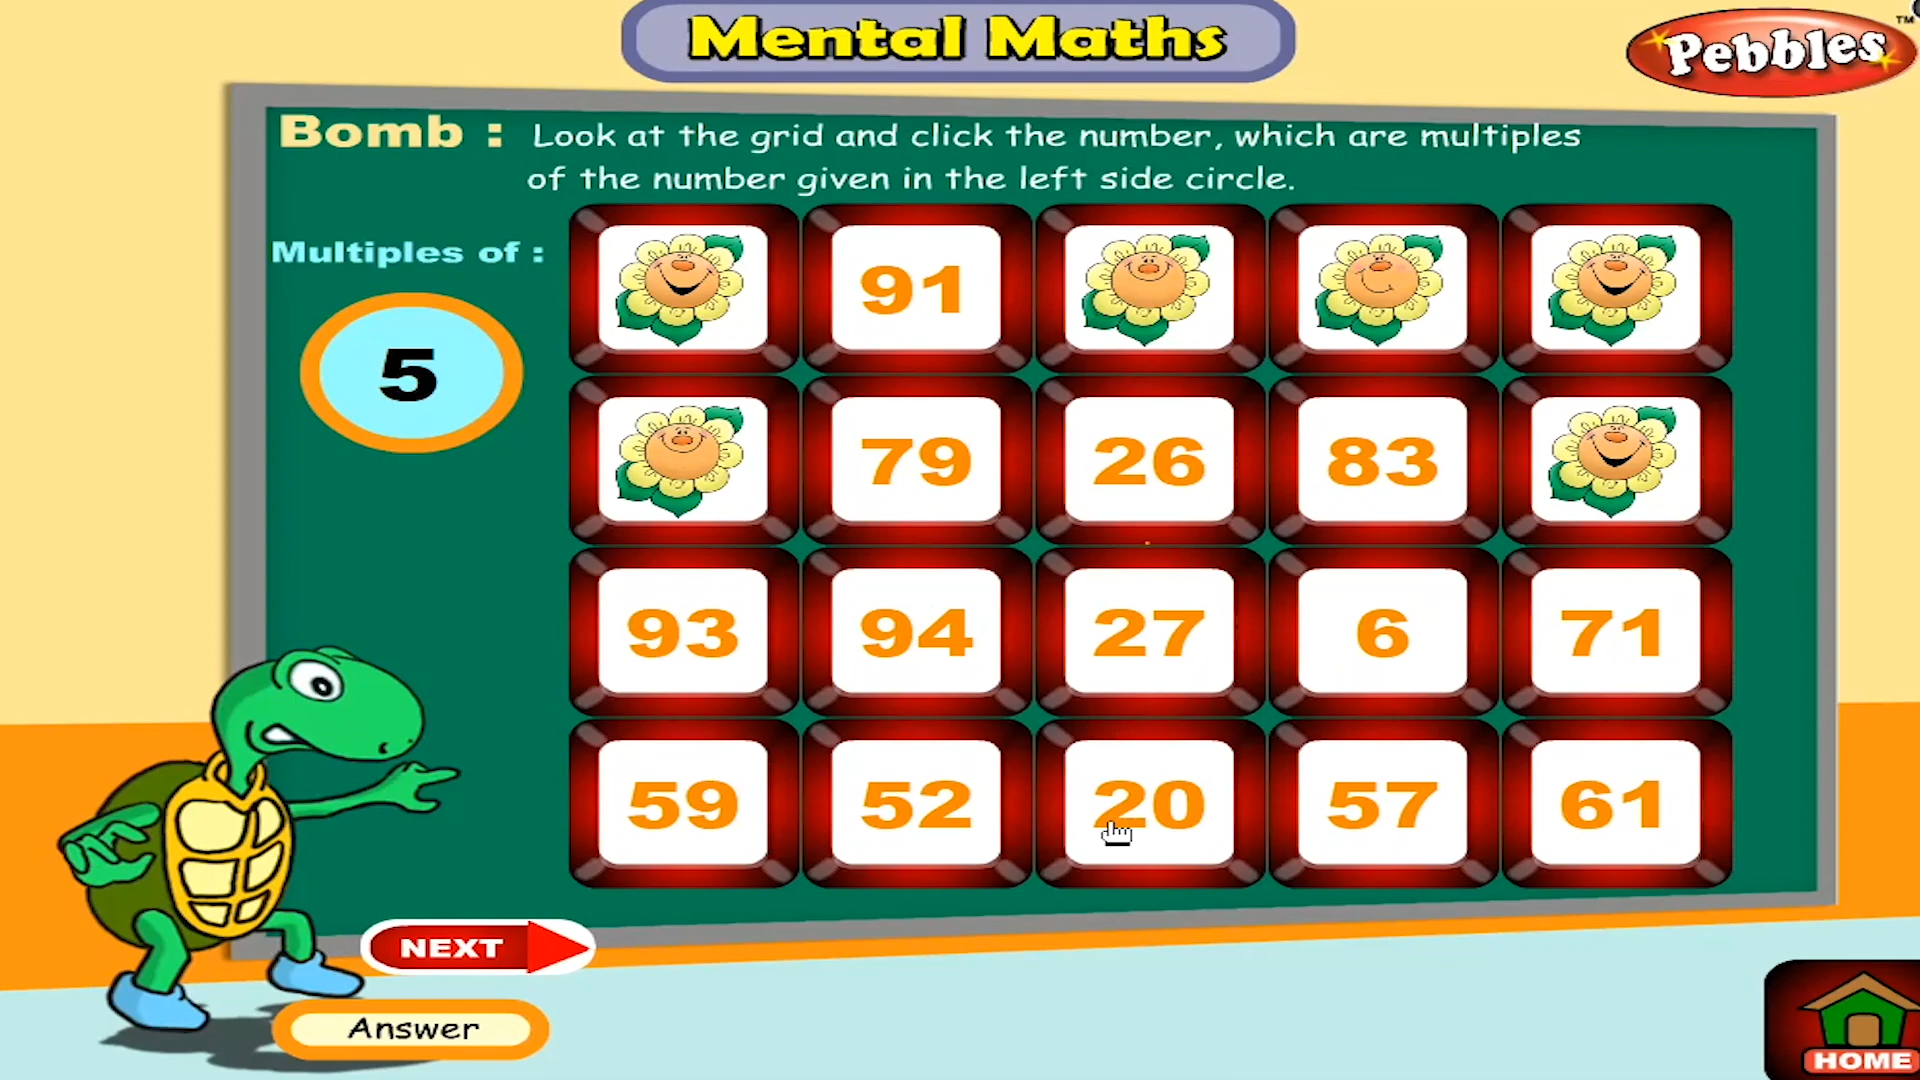 Mental Maths
Pebbles™
Bomb : Look at the grid and click the number, which are multiples
of the number given in the left side circle.
Multiples of :
5
91
79 26 83
93 94 27 6 71
59 52 20 57 61
NEXT
Answer
HOME